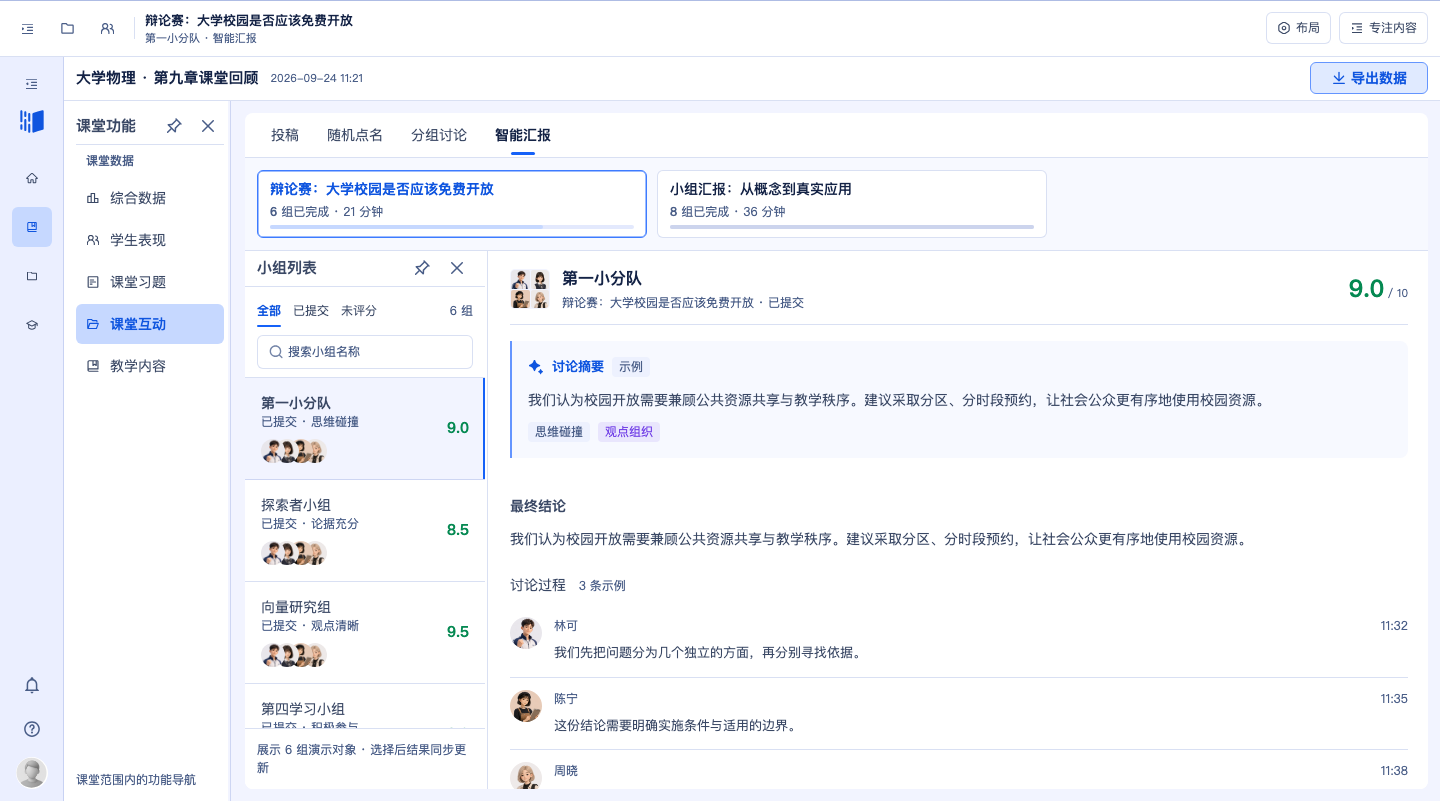 辩论赛：大学校园是否应该免费开放
第一小分队 · 智能汇报
布局
专注内容
大学物理 · 第九章课堂回顾
2026-09-24 11:21
导出数据
课堂功能
课堂数据
综合数据
学生表现
课堂习题
课堂互动
教学内容
课堂范围内的功能导航
投稿
随机点名
分组讨论
智能汇报
辩论赛：大学校园是否应该免费开放
6 组已完成 · 21 分钟
小组汇报：从概念到真实应用
8 组已完成 · 36 分钟
小组列表
全部
已提交
未评分
6 组
搜索小组名称
第一小分队
已提交 · 思维碰撞
9.0
探索者小组
已提交 · 论据充分
8.5
向量研究组
已提交 · 观点清晰
9.5
第四学习小组
已提交 · 积极参与
展示 6 组演示对象 · 选择后结果同步更
新
第一小分队
辩论赛：大学校园是否应该免费开放 · 已提交
9.0 / 10
讨论摘要
示例
我们认为校园开放需要兼顾公共资源共享与教学秩序。建议采取分区、分时段预约，让社会公众更有序地使用校园资源。
思维碰撞
观点组织
最终结论
我们认为校园开放需要兼顾公共资源共享与教学秩序。建议采取分区、分时段预约，让社会公众更有序地使用校园资源。
讨论过程
3 条示例
林可
11:32
我们先把问题分为几个独立的方面，再分别寻找依据。
陈宁
11:35
这份结论需要明确实施条件与适用的边界。
周晓
11:38